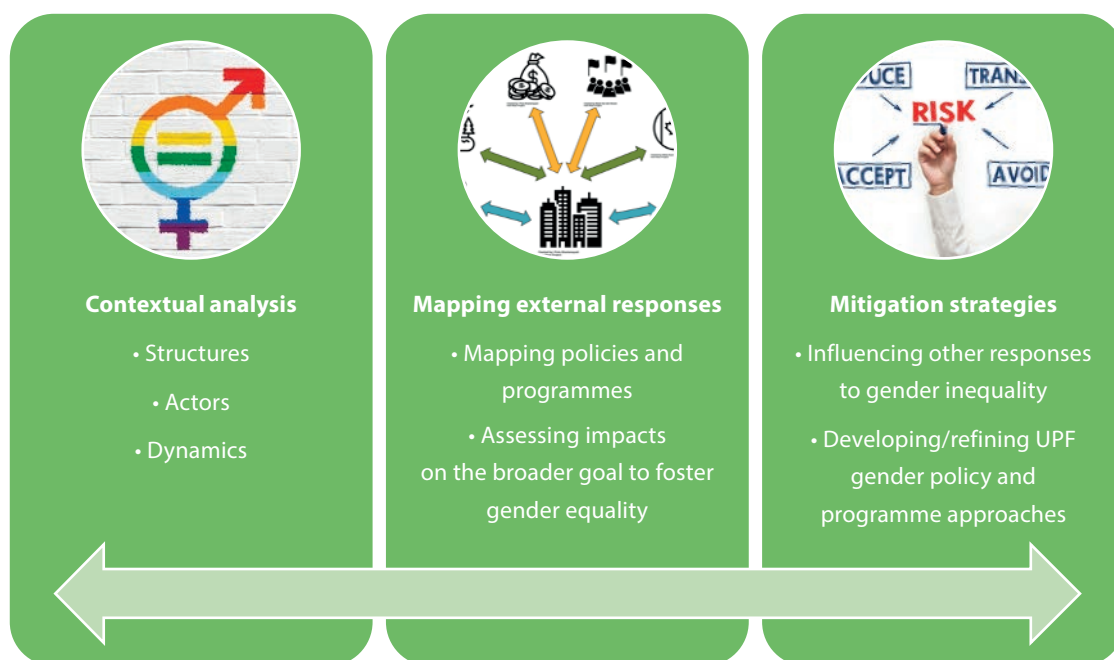 UCE
TRANS
RISK
ACCEPT
AVOID
Contextual analysis
• Structures
• Actors
• Dynamics
Mapping external responses
• Mapping policies and
programmes
• Assessing impacts
on the broader goal to foster
gender equality
Mitigation strategies
• Influencing other responses
to gender inequality
• Developing/refining UPF
gender policy and
programme approaches